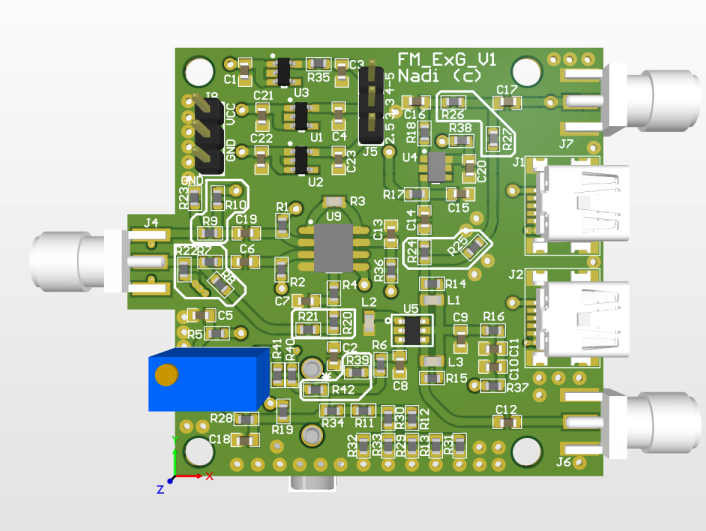 FM_ExG_V1
Nadi (c)
C1
R35
C3
J8
VCC
GND
GND
C21
U3
C22
U1
C4
U2
C23
J5
2.5 3.3 4-5
C16
R18
R26
C17
R38
R27
U4
C20
J7
J1
R17
C15
R23
R10
R9
C19
R1
R3
U9
C13
C14
R24
R25
J4
R22
R7
R8
C6
R2
R4
R36
J2
C7
R14
L1
L2
U5
C9
R16
C5
R5
R21
R20
C11
R41
R40
C2
R39
R6
C8
L3
R15
C10
R37
R42
R28
R19
R34
R11
R30
R12
C12
C18
R32
R33
R29
R13
R31
J6
Y
X
Z